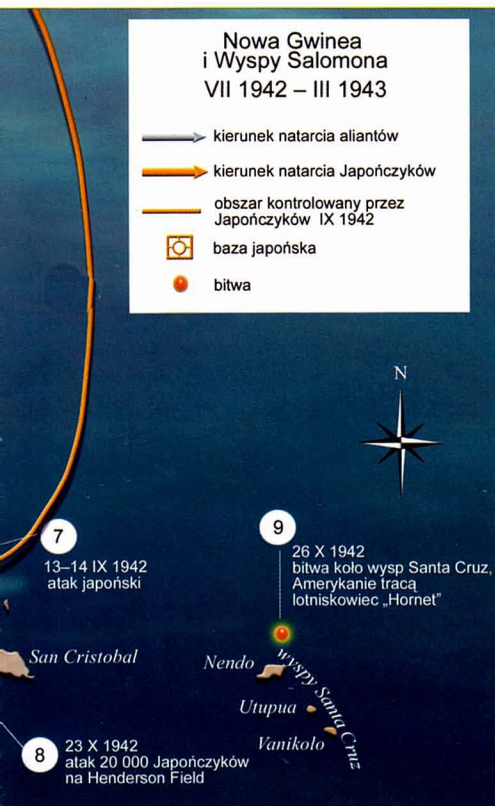 Nowa Gwinea
i Wyspy Salomona
VII 1942 – III 1943
kierunek natarcia aliantów
kierunek natarcia Japończyków
obszar kontrolowany przez
Japończyków IX 1942
baza japońska
bitwa
N
7
13–14 IX 1942
atak japoński
9
26 X 1942
bitwa koło wysp Santa Cruz,
Amerykanie tracą
lotniskowiec „Hornet”
San Cristobal
Nendo
wyspy Santa Cruz
Utupua
Vanikolo
8
23 X 1942
atak 20 000 Japończyków
na Henderson Field